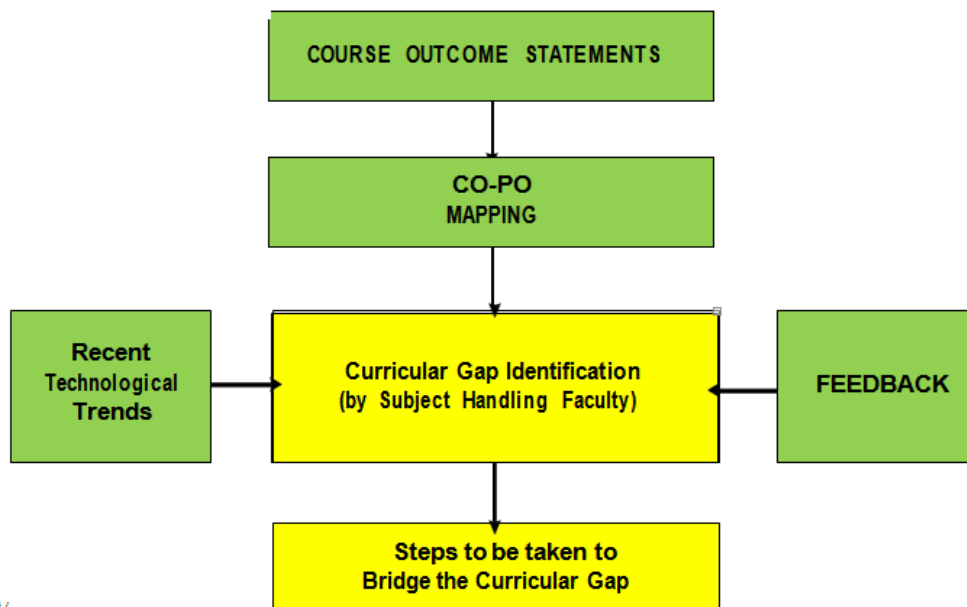 COURSE OUTCOME STATEMENTS
CO-PO
MAPPING
Recent
Technological
Trends
Curricular Gap Identification
(by Subject Handling Faculty)
FEEDBACK
Steps to be taken to
Bridge the Curricular Gap